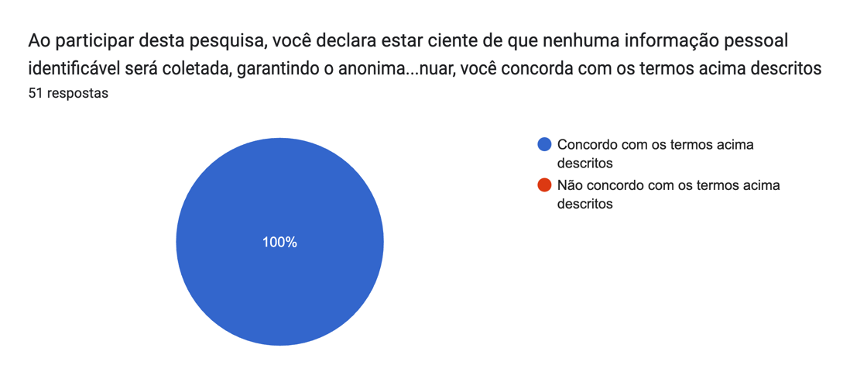 Ao participar desta pesquisa, você declara estar ciente de que nenhuma informação pessoal
identificável será coletada, garantindo o anonima...nuar, você concorda com os termos acima descritos
51 respostas
Concordo com os termos acima
descritos
Não concordo com os termos acima
descritos
100%